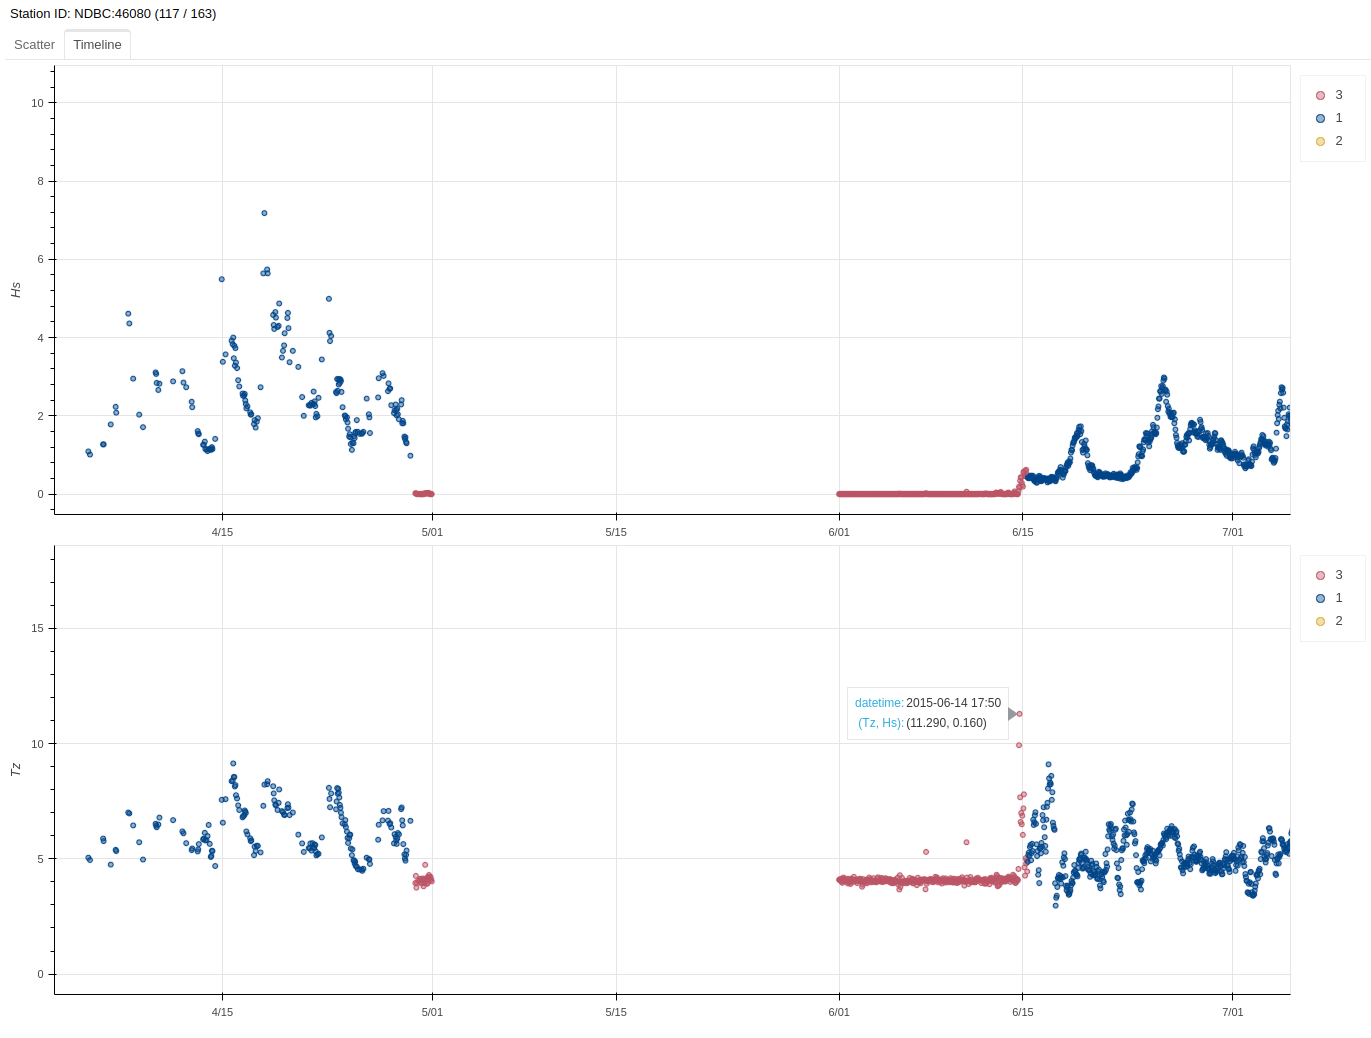 Station ID: NDBC:46080 (117 / 163)
Scatter Timeline
10
8
6
4
2
0
Hs
4/15 5/01 5/15 6/01 6/15 7/01
3
1
2
15
10
5
0
Tz
datetime: 2015-06-14 17:50
(Tz, Hs): (11.290, 0.160)
4/15 5/01 5/15 6/01 6/15 7/01
3
1
2